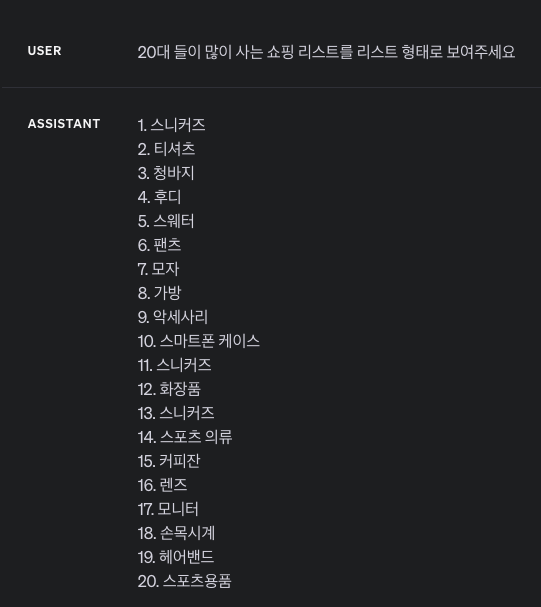 USER
20대 들이 많이 사는 쇼핑 리스트를 리스트 형태로 보여주세요
ASSISTANT
1. 스니커즈
2. 티셔츠
3. 청바지
4. 후디
5. 스웨터
6. 팬츠
7. 모자
8. 가방
9. 악세사리
10. 스마트폰 케이스
11. 스니커즈
12. 화장품
13. 스니커즈
14. 스포츠 의류
15. 커피잔
16. 렌즈
17. 모니터
18. 손목시계
19. 헤어밴드
20. 스포츠용품